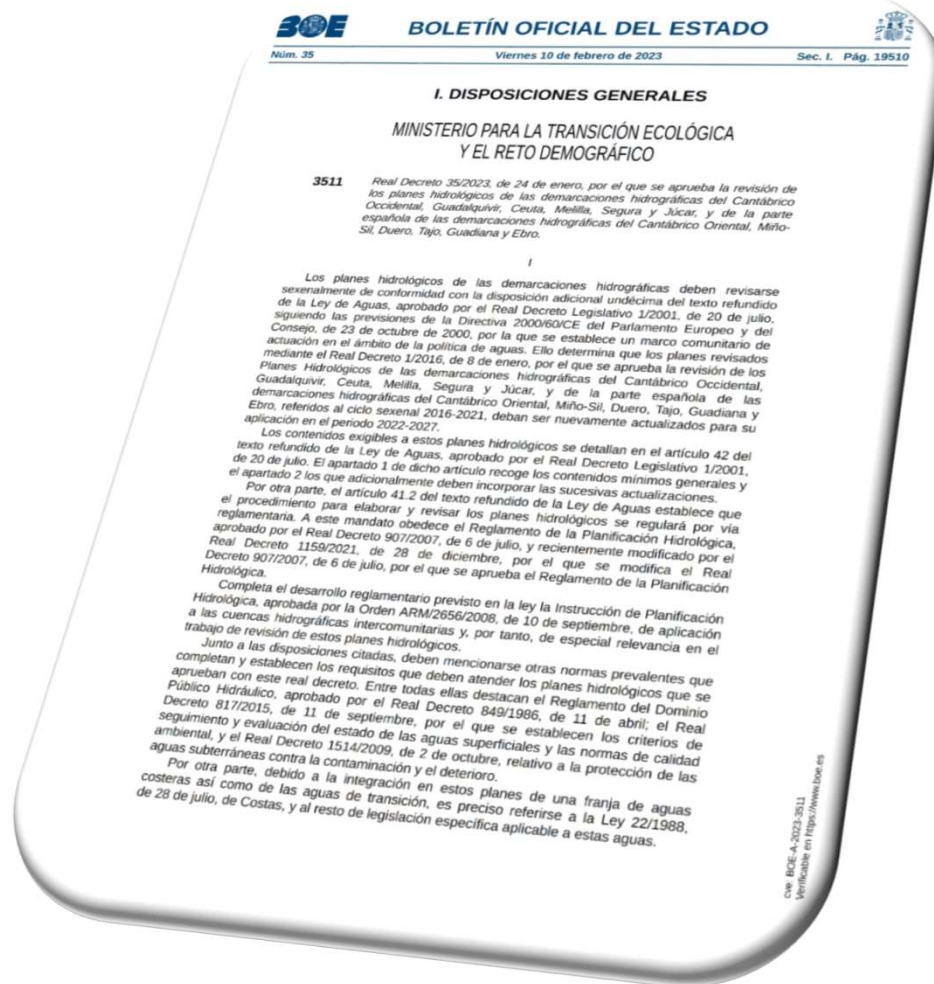 BOE
BOLETÍN OFICIAL DEL ESTADO
Núm. 35
Viernes 10 de febrero de 2023
Sec. I. Pág. 19510
I. DISPOSICIONES GENERALES
MINISTERIO PARA LA TRANSICIÓN ECOLÓGICA
Y EL RETO DEMOGRÁFICO
3511
Real Decreto 35/2023, de 24 de enero, por el que se aprueba la revisión de
los planes hidrológicos de las demarcaciones hidrográficas del Cantábrico
Occidental, Guadalquivir, Ceuta, Melilla, Segura y Júcar, y de la parte
española de las demarcaciones hidrográficas del Cantábrico Oriental, Miño-
Sil, Duero, Tajo, Guadiana y Ebro.
I
Los planes hidrológicos de las demarcaciones hidrográficas deben revisarse
sexenalmente de conformidad con la disposición adicional undécima del texto refundido
de la Ley de Aguas, aprobado por el Real Decreto Legislativo 1/2001, de 20 de julio,
siguiendo las previsiones de la Directiva 2000/60/CE del Parlamento Europeo y del
Consejo, de 23 de octubre de 2000, por la que se establece un marco comunitario de
actuación en el ámbito de la política de aguas. Ello determina que los planes revisados
mediante el Real Decreto 1/2016, de 8 de enero, por el que se aprueba la revisión de los
Planes Hidrológicos de las demarcaciones hidrográficas del Cantábrico Occidental,
Guadalquivir, Ceuta, Melilla, Segura y Júcar, y de la parte española de las
demarcaciones hidrográficas del Cantábrico Oriental, Miño-Sil, Duero, Tajo, Guadiana y
Ebro, referidos al ciclo sexenal 2016-2021, deban ser nuevamente actualizados para su
aplicación en el periodo 2022-2027.
Los contenidos exigibles a estos planes hidrológicos se detallan en el artículo 42 del
texto refundido de la Ley de Aguas, aprobado por el Real Decreto Legislativo 1/2001,
de 20 de julio. El apartado 1 de dicho artículo recoge los contenidos mínimos generales y
el apartado 2 los que adicionalmente deben incorporar las sucesivas actualizaciones.
Por otra parte, el artículo 41.2 del texto refundido de la Ley de Aguas establece que
el procedimiento para elaborar y revisar los planes hidrológicos se regulará por vía
reglamentaria. A este mandato obedece el Reglamento de la Planificación Hidrológica,
aprobado por el Real Decreto 907/2007, de 6 de julio, y recientemente modificado por el
Real Decreto 1159/2021, de 28 de diciembre, por el que se modifica el Real
Decreto 907/2007, de 6 de julio, por el que se aprueba el Reglamento de la Planificación
Hidrológica.
Completa el desarrollo reglamentario previsto en la ley la Instrucción de Planificación
Hidrológica, aprobada por la Orden ARM/2656/2008, de 10 de septiembre, de aplicación
a las cuencas hidrográficas intercomunitarias y, por tanto, de especial relevancia en el
trabajo de revisión de estos planes hidrológicos.
Junto a las disposiciones citadas, deben mencionarse otras normas prevalentes que
completan y establecen los requisitos que deben atender los planes hidrológicos que se
aprueban con este real decreto. Entre todas ellas destacan el Reglamento del Dominio
Público Hidráulico, aprobado por el Real Decreto 849/1986, de 11 de abril; el Real
Decreto 817/2015, de 11 de septiembre, por el que se establecen los criterios de
seguimiento y evaluación del estado de las aguas superficiales y las normas de calidad
ambiental, y el Real Decreto 1514/2009, de 2 de octubre, relativo a la protección de las
aguas subterráneas contra la contaminación y el deterioro.
Por otra parte, debido a la integración en estos planes de una franja de aguas
costeras así como de las aguas de transición, es preciso referirse a la Ley 22/1988,
de 28 de julio, de Costas, y al resto de legislación específica aplicable a estas aguas.
cve: BOE-A-2023-3511
Verificable en https://www.boe.es